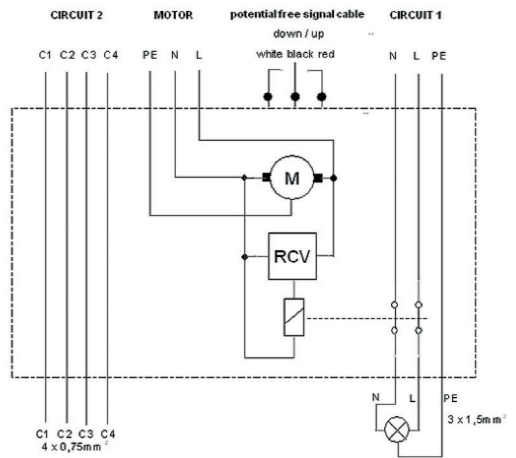 CIRCUIT 2 MOTOR potential free signal cable CIRCUIT 1
down / up
white black red
C1 C2 C3 C4 PE N L N L PE
M
RCV
N L PE
3 x 1,5mm²
C1 C2 C3 C4
4 x 0,75mm²